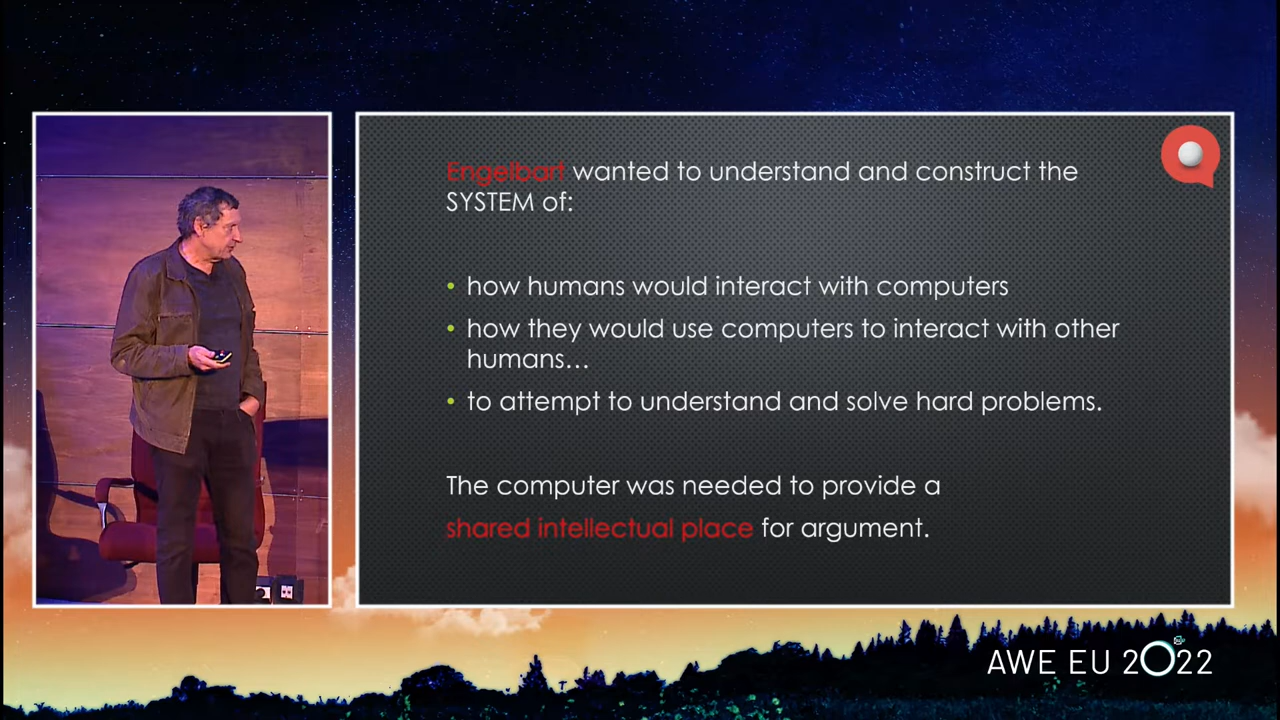 Engelbart wanted to understand and construct the
SYSTEM of:
• how humans would interact with computers
• how they would use computers to interact with other
humans…
• to attempt to understand and solve hard problems.
The computer was needed to provide a
shared intellectual place for argument.
AWE EU 2022